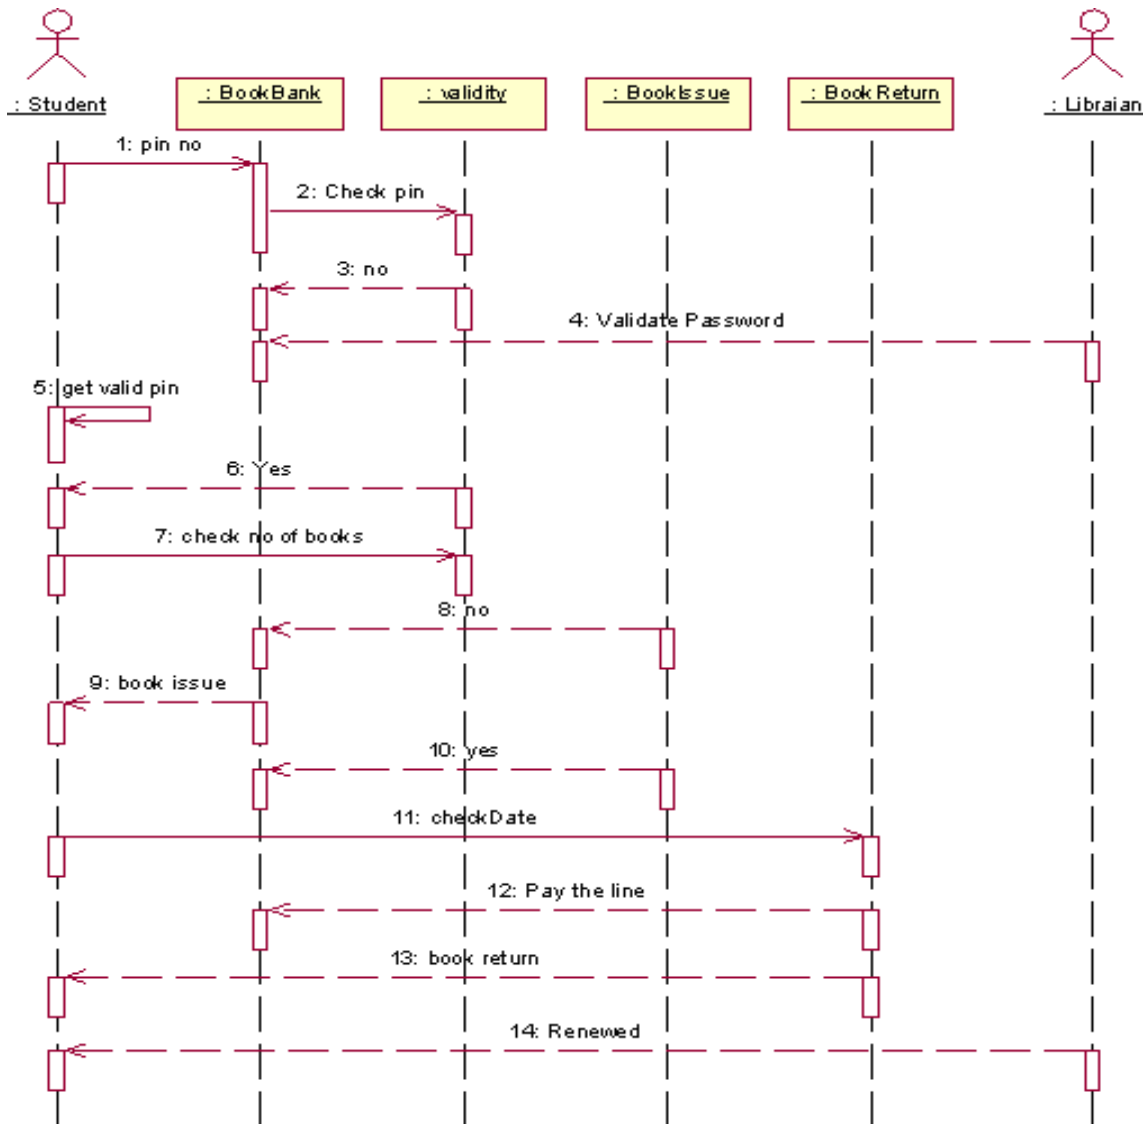 : Student
: BookBank
: validity
: BookIssue
: BookReturn
: Libraian
1: pin no
2: Check pin
3: no
4: Validate Password
5: get valid pin
6: Yes
7: check no of books
8: no
9: book issue
10: yes
11: checkDate
12: Pay the line
13: book return
14: Renewed